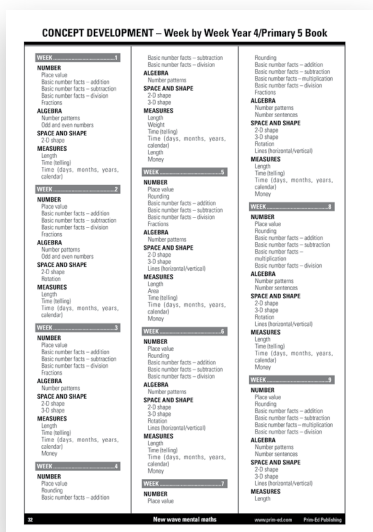 CONCEPT DEVELOPMENT – Week by Week Year 4/Primary 5 Book
WEEK 1
NUMBER
Place value
Basic number facts – addition
Basic number facts – subtraction
Basic number facts – division
Fractions
ALGEBRA
Number patterns
Odd and even numbers
SPACE AND SHAPE
2-D shape
MEASURES
Length
Time (telling)
Time (days, months, years,
calendar)
WEEK 2
NUMBER
Place value
Basic number facts – addition
Basic number facts – subtraction
Basic number facts – division
Fractions
ALGEBRA
Number patterns
Odd and even numbers
SPACE AND SHAPE
2-D shape
Rotation
MEASURES
Length
Time (telling)
Time (days, months, years,
calendar)
WEEK 3
NUMBER
Place value
Basic number facts – addition
Basic number facts – subtraction
Basic number facts – division
Fractions
ALGEBRA
Number patterns
SPACE AND SHAPE
2-D shape
3-D shape
MEASURES
Length
Time (telling)
Time (days, months, years,
calendar)
Money
WEEK 4
NUMBER
Place value
Rounding
Basic number facts – addition
Basic number facts – subtraction
Basic number facts – division
ALGEBRA
Number patterns
SPACE AND SHAPE
2-D shape
3-D shape
MEASURES
Length
Weight
Time (telling)
Time (days, months, years,
calendar)
Length
Money
WEEK 5
NUMBER
Place value
Rounding
Basic number facts – addition
Basic number facts – subtraction
Basic number facts – division
Fractions
ALGEBRA
Number patterns
SPACE AND SHAPE
2-D shape
3-D shape
Lines (horizontal/vertical)
MEASURES
Length
Area
Time (telling)
Time (days, months, years,
calendar)
Money
WEEK 6
NUMBER
Place value
Rounding
Basic number facts – addition
Basic number facts – subtraction
Basic number facts – division
ALGEBRA
Number patterns
SPACE AND SHAPE
2-D shape
3-D shape
Rotation
Lines (horizontal/vertical)
MEASURES
Length
Time (telling)
Time (days, months, years,
calendar)
Money
WEEK 7
NUMBER
Place value
Rounding
Basic number facts – addition
Basic number facts – subtraction
Basic number facts – multiplication
Basic number facts – division
Fractions
ALGEBRA
Number patterns
Number sentences
SPACE AND SHAPE
2-D shape
3-D shape
Rotation
Lines (horizontal/vertical)
MEASURES
Length
Time (telling)
Time (days, months, years,
calendar)
Money
WEEK 8
NUMBER
Place value
Rounding
Basic number facts – addition
Basic number facts – subtraction
Basic number facts –
multiplication
Basic number facts – division
ALGEBRA
Number patterns
Number sentences
SPACE AND SHAPE
2-D shape
3-D shape
Rotation
Lines (horizontal/vertical)
MEASURES
Length
Time (telling)
Time (days, months, years,
calendar)
Money
WEEK 9
NUMBER
Place value
Rounding
Basic number facts – addition
Basic number facts – subtraction
Basic number facts – multiplication
Basic number facts – division
ALGEBRA
Number patterns
Number sentences
SPACE AND SHAPE
2-D shape
3-D shape
Lines (horizontal/vertical)
MEASURES
Length
32 New wave mental maths www.prim-ed.com Prim-Ed Publishing